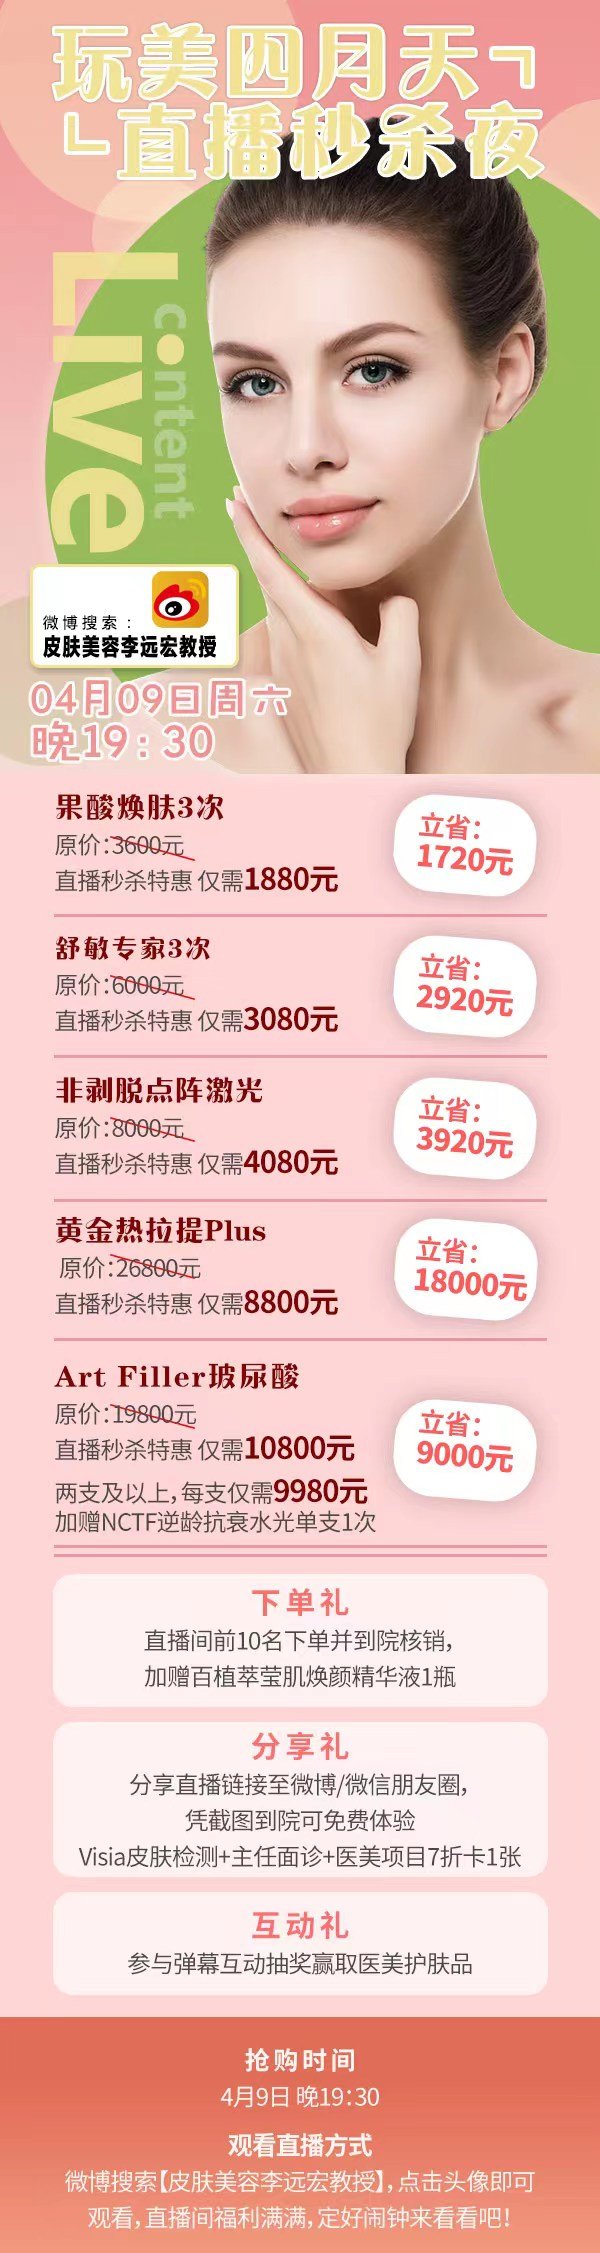 玩美四月天
直播秒杀夜
Live
content
微博搜索：
皮肤美容李远宏教授
04月09日周六
晚19:30
果酸焕肤3次
原价:3600元
直播秒杀特惠 仅需1880元
立省:
1720元
舒敏专家3次
原价:6000元
直播秒杀特惠 仅需3080元
立省:
2920元
非剥脱点阵激光
原价:8000元
直播秒杀特惠 仅需4080元
立省:
3920元
黄金热拉提Plus
原价:26800元
直播秒杀特惠 仅需8800元
立省:
18000元
Art Filler玻尿酸
原价:19800元
直播秒杀特惠 仅需10800元
两支及以上,每支仅需9980元
加赠NCTF逆龄抗衰水光单支1次
立省:
9000元
下单礼
直播间前10名下单并到院核销,
加赠百植萃莹肌焕颜精华液1瓶
分享礼
分享直播链接至微博/微信朋友圈,
凭截图到院可免费体验
Visia皮肤检测+主任面诊+医美项目7折卡1张
互动礼
参与弹幕互动抽奖赢取医美护肤品
抢购时间
4月9日 晚19:30
观看直播方式
微博搜索【皮肤美容李远宏教授】,点击头像即可
观看,直播间福利满满,定好闹钟来看看吧!